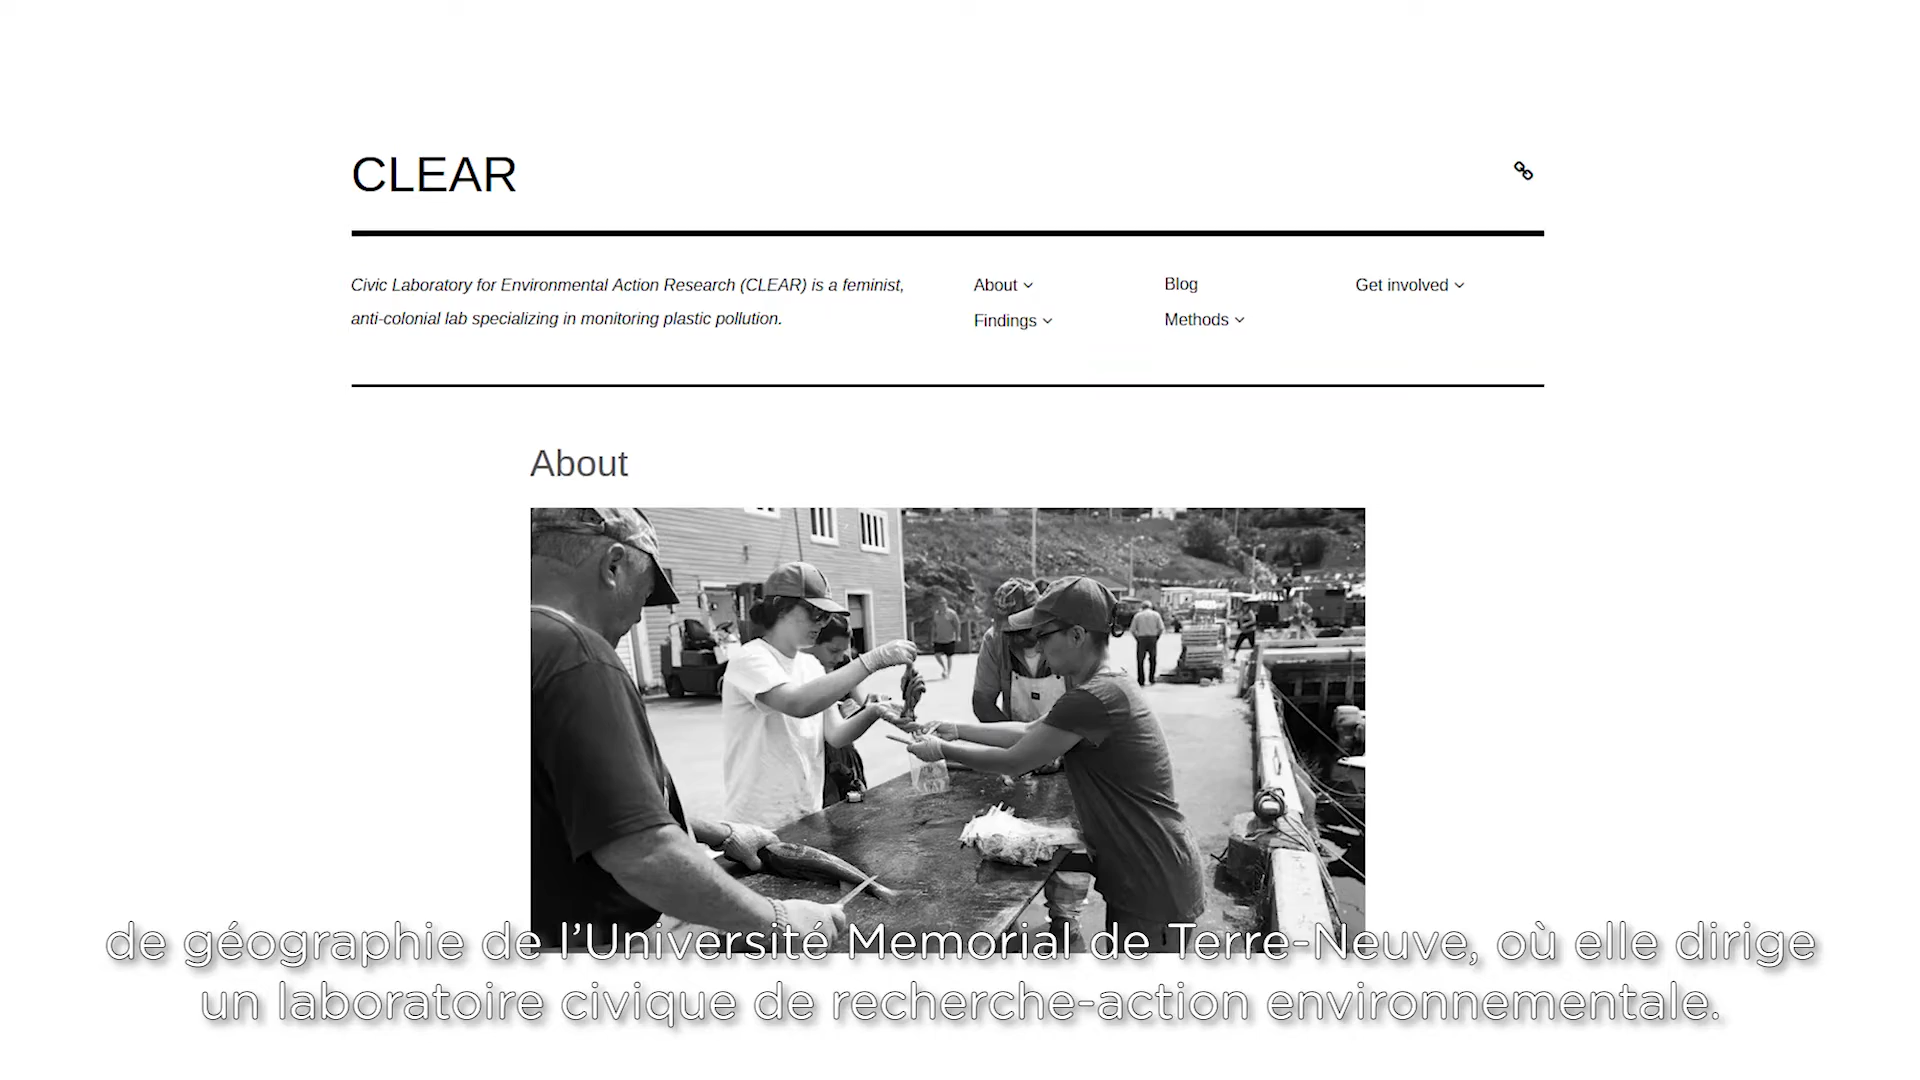 CLEAR
Civic Laboratory for Environmental Action Research (CLEAR) is a feminist,
anti-colonial lab specializing in monitoring plastic pollution.
About
Findings
Blog
Methods
Get involved
About
de géographie de l’Université Memorial de Terre-Neuve, où elle dirige
un laboratoire civique de recherche-action environnementale.